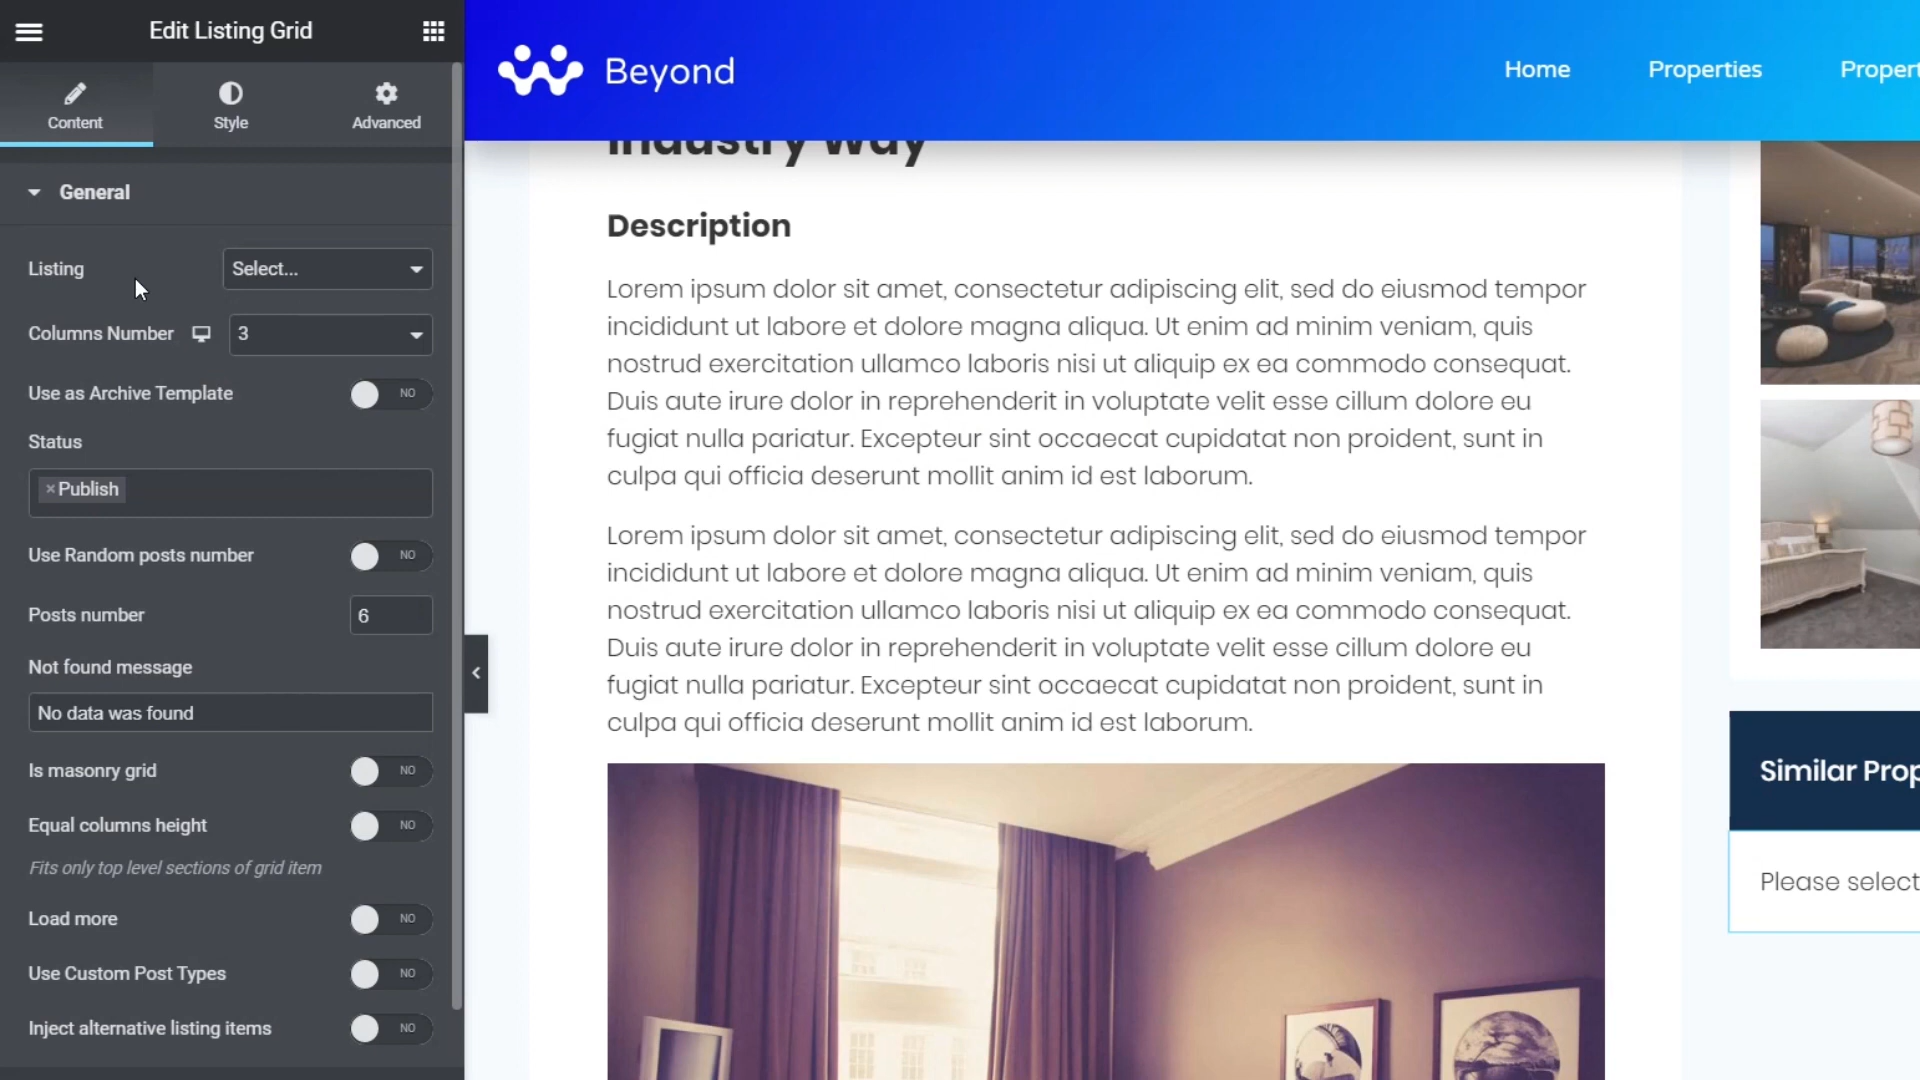 Edit Listing Grid
Content
Style
Advanced
General
Listing
Select...
Columns Number
3
Use as Archive Template
NO
Status
×Publish
Use Random posts number
NO
Posts number
6
Not found message
No data was found
Is masonry grid
NO
Equal columns height
NO
Fits only top level sections of grid item
Load more
NO
Use Custom Post Types
NO
Inject alternative listing items
NO
Beyond
Home
Properties
Propert
Industry Way
Description
Lorem ipsum dolor sit amet, consectetur adipiscing elit, sed do eiusmod tempor
incididunt ut labore et dolore magna aliqua. Ut enim ad minim veniam, quis
nostrud exercitation ullamco laboris nisi ut aliquip ex ea commodo consequat.
Duis aute irure dolor in reprehenderit in voluptate velit esse cillum dolore eu
fugiat nulla pariatur. Excepteur sint occaecat cupidatat non proident, sunt in
culpa qui officia deserunt mollit anim id est laborum.
Lorem ipsum dolor sit amet, consectetur adipiscing elit, sed do eiusmod tempor
incididunt ut labore et dolore magna aliqua. Ut enim ad minim veniam, quis
nostrud exercitation ullamco laboris nisi ut aliquip ex ea commodo consequat.
Duis aute irure dolor in reprehenderit in voluptate velit esse cillum dolore eu
fugiat nulla pariatur. Excepteur sint occaecat cupidatat non proident, sunt in
culpa qui officia deserunt mollit anim id est laborum.
Similar Prop
Please select